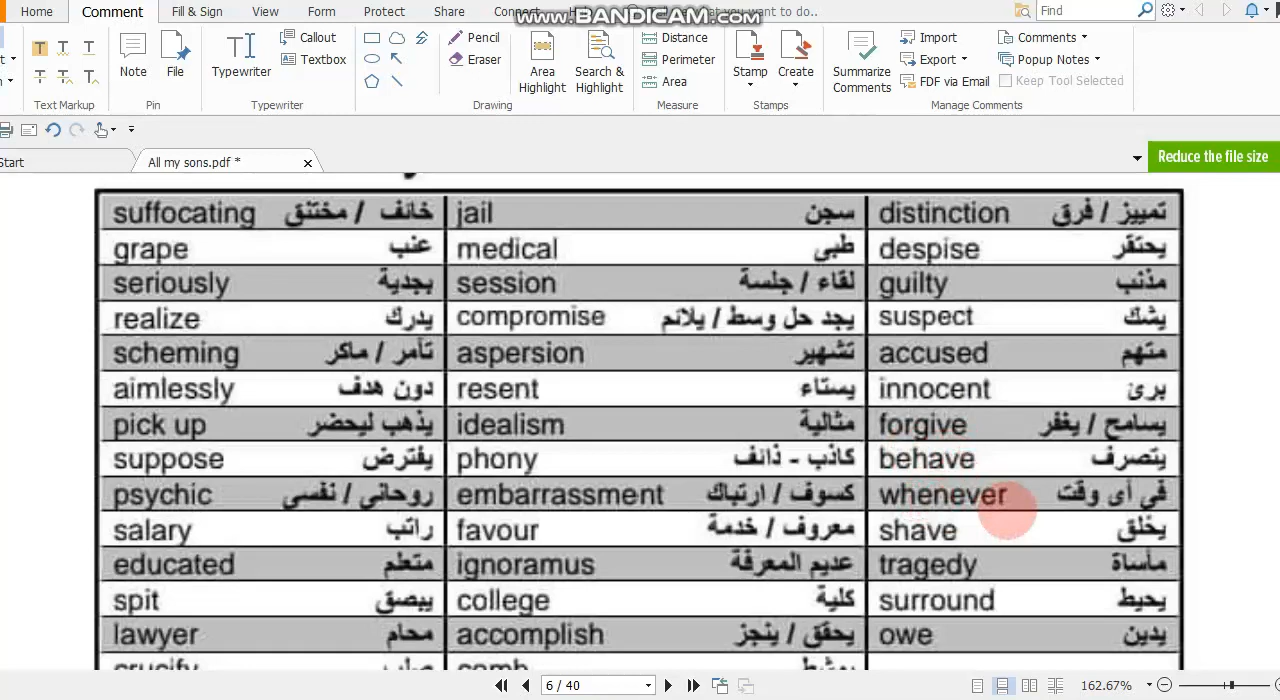 Home Comment Fill & Sign View Form Protect Share Connect
www.BANDICAM.com
Find
Note File Typewriter Callout Textbox Pencil Eraser Area Highlight Search & Highlight Distance Perimeter Area Stamp Create Summarize Comments Import Export FDF via Email Comments Popup Notes Keep Tool Selected
Text Markup Pin Typewriter Drawing Measure Stamps Manage Comments
Start All my sons.pdf * Reduce the file size
suffocating خائف / مختنق jail سجن distinction تمييز / فرق
grape عنب medical طبى despise يحتقر
seriously بجدية session لقاء / جلسة guilty مذنب
realize يدرك compromise يجد حل وسط / يلائم suspect يشك
scheming تآمر / ماكر aspersion تشهير accused متهم
aimlessly دون هدف resent يستاء innocent برئ
pick up يذهب ليحضر idealism مثالية forgive يسامح / يغفر
suppose يفترض phony كاذب - ذائف behave يتصرف
psychic روحانى / نفسى embarrassment كسوف / ارتباك whenever فى أى وقت
salary راتب favour معروف / خدمة shave يخلق
educated متعلم ignoramus عديم المعرفة tragedy مأساة
spit يبصق college كلية surround يحيط
lawyer محام accomplish يحقق / ينجز owe يدين
6 / 40 162.67%